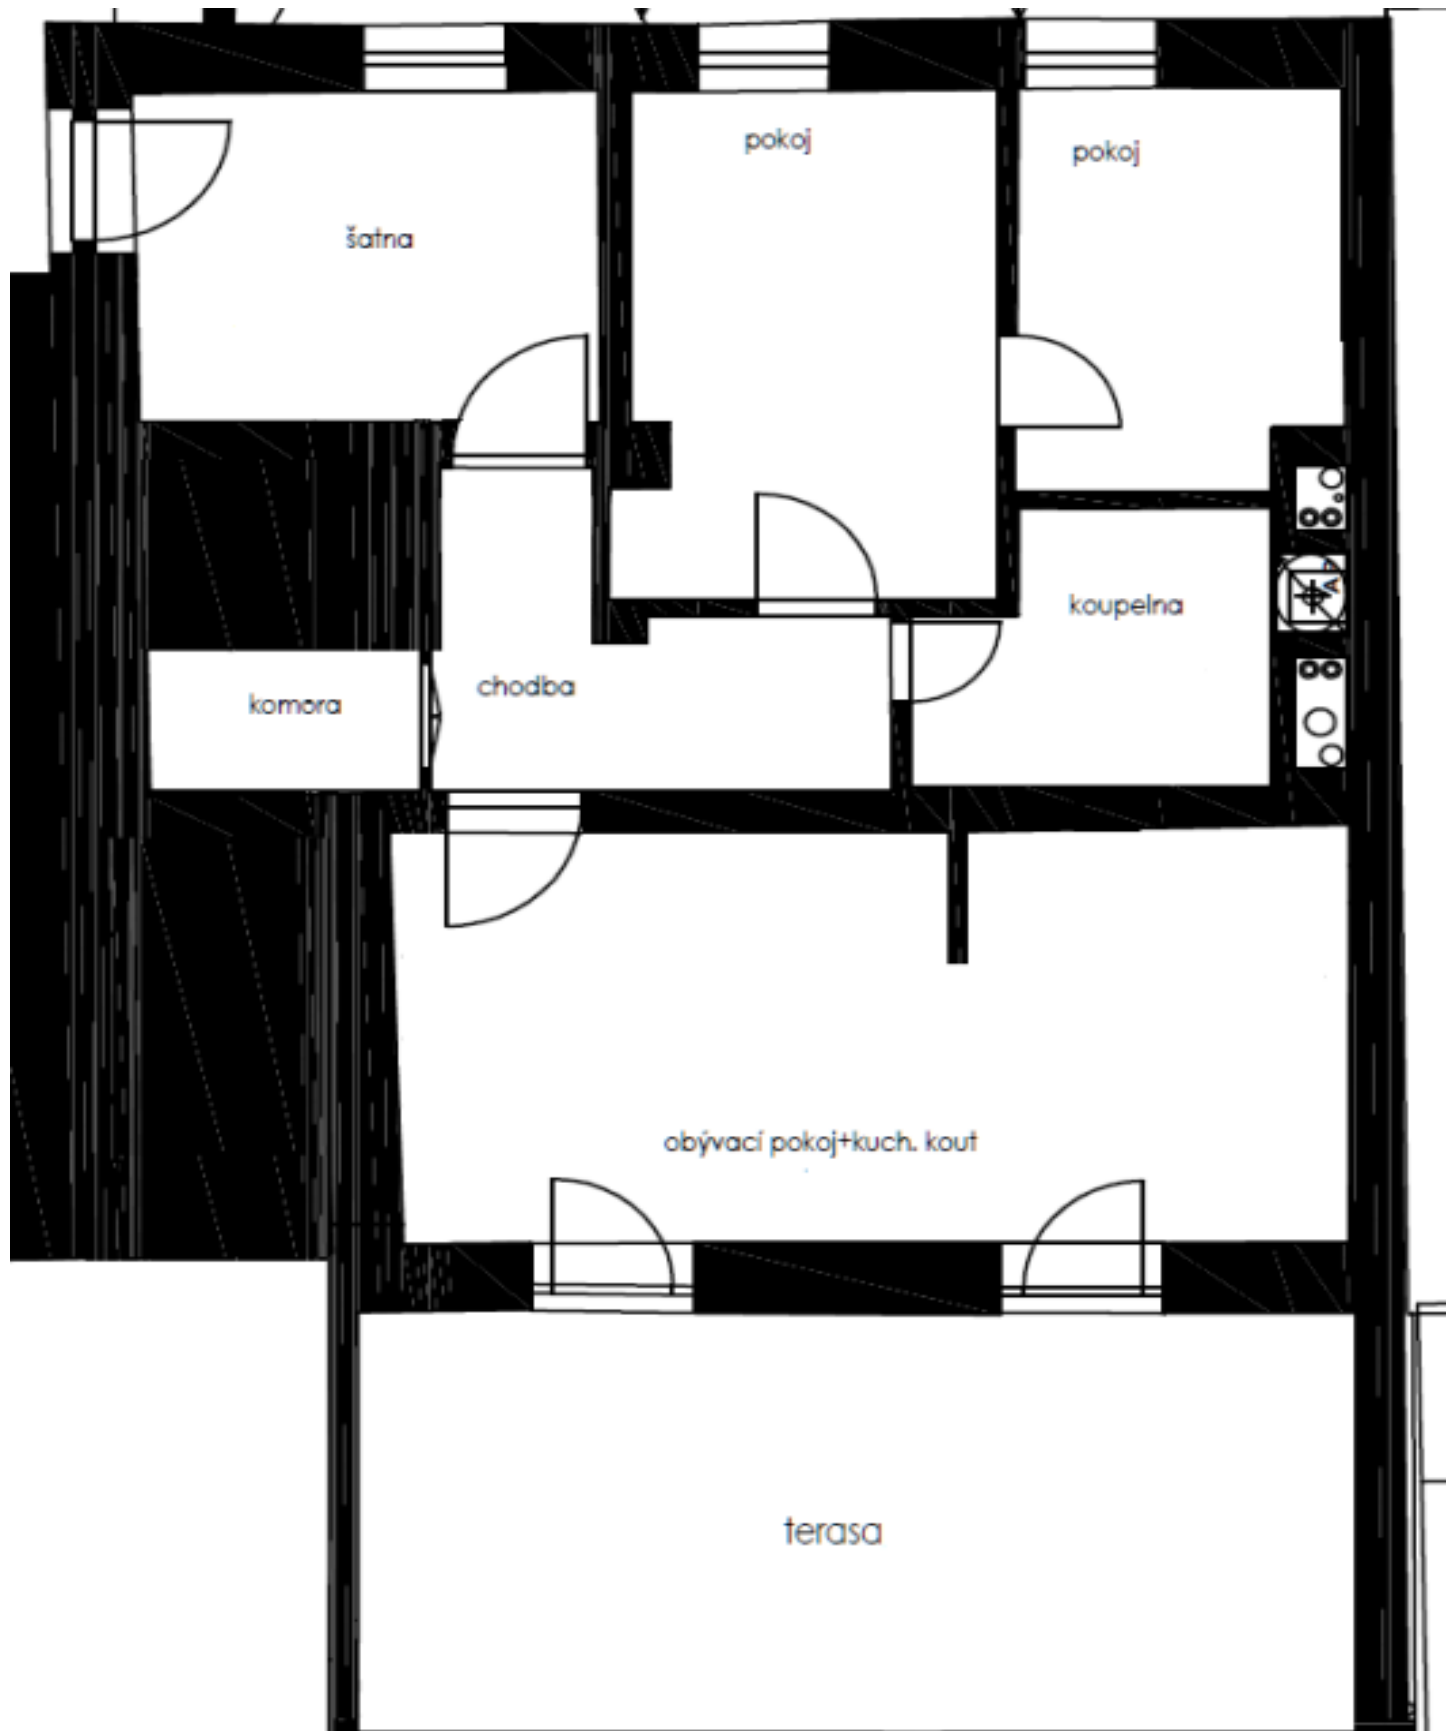 pokoj
pokoj
šatna
koupelna
chodba
komora
obývací pokoj+kuch. kout
terasa